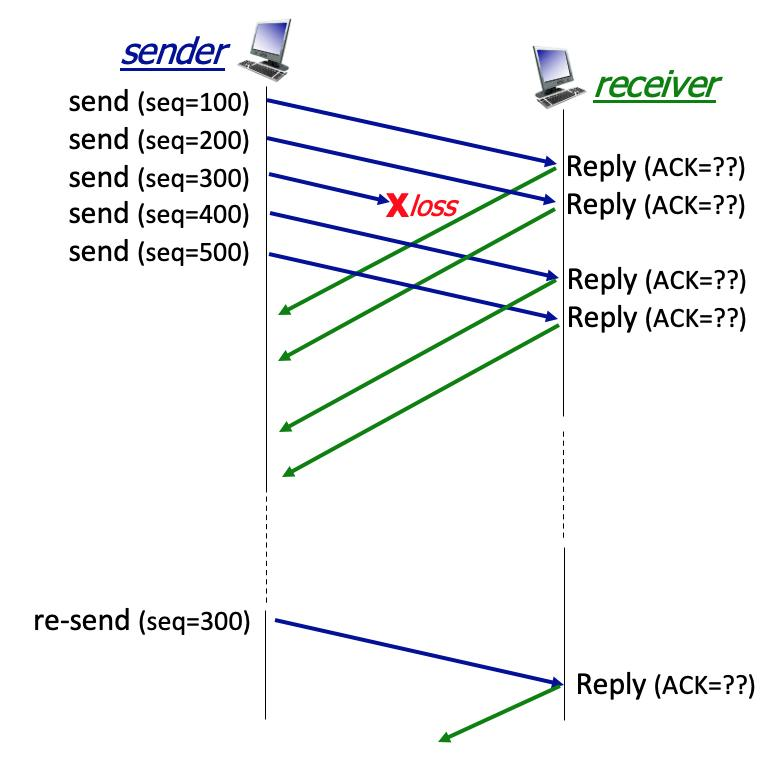 sender
receiver
send (seq=100)
send (seq=200)
send (seq=300)
send (seq=400)
send (seq=500)
X loss
Reply (ACK=??)
Reply (ACK=??)
Reply (ACK=??)
Reply (ACK=??)
re-send (seq=300)
Reply (ACK=??)